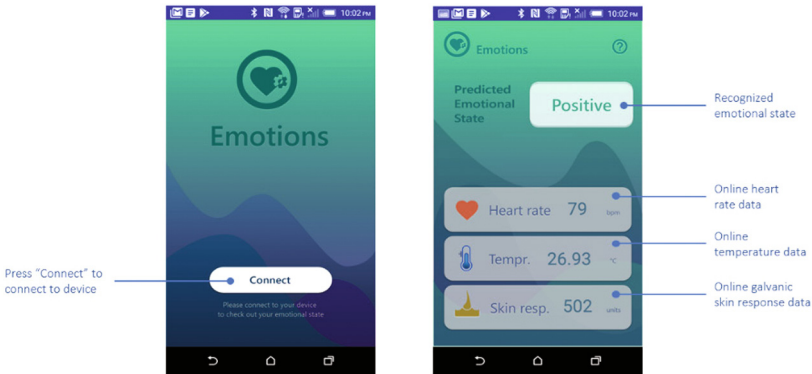 10:02 PM
Emotions
Press "Connect" to
connect to device
Connect
Please connect to your device
to check out your emotional state
10:02 PM
Emotions
?
Predicted
Emotional
State
Positive
Recognized
emotional state
Heart rate 79 bpm
Online heart
rate data
Tempr. 26.93 °C
Online
temperature data
Skin resp. 502 units
Online galvanic
skin response data